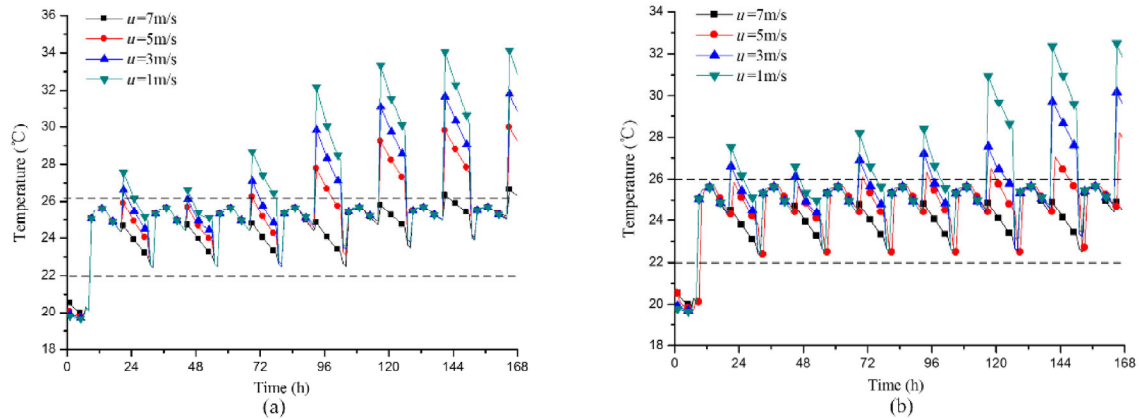 u=7m/s
u=5m/s
u=3m/s
u=1m/s
36
34
32
30
28
26
24
22
20
18
Temperature (℃)
0 24 48 72 96 120 144 168
Time (h)
(a)
u=7m/s
u=5m/s
u=3m/s
u=1m/s
34
32
30
28
26
24
22
20
18
Temperature (℃)
0 24 48 72 96 120 144 168
Time (h)
(b)